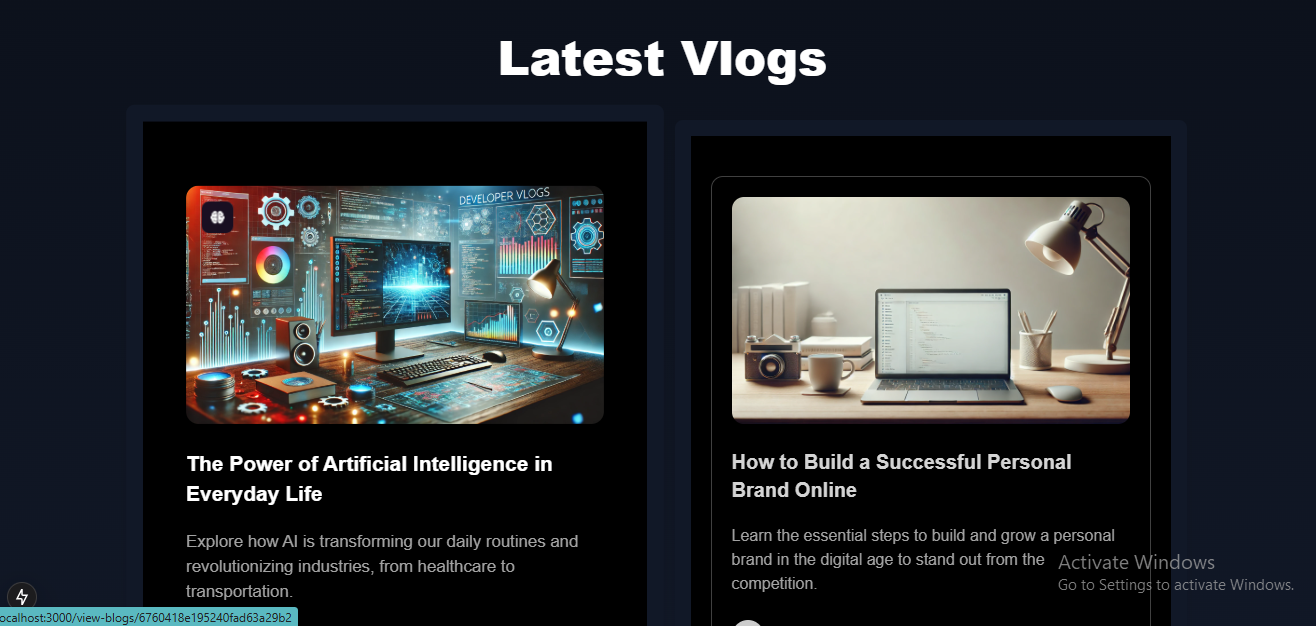 Latest Vlogs
DEVELOPER VLOGS
The Power of Artificial Intelligence in
Everyday Life
Explore how AI is transforming our daily routines and
revolutionizing industries, from healthcare to
transportation.
How to Build a Successful Personal
Brand Online
Learn the essential steps to build and grow a personal
brand in the digital age to stand out from the
competition.
Activate Windows
Go to Settings to activate Windows.
ocalhost:3000/view-blogs/6760418e195240fad63a29b2